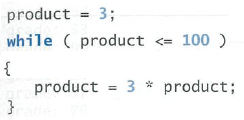 product = 3;
while ( product <= 100 )
{
product = 3 * product;
}